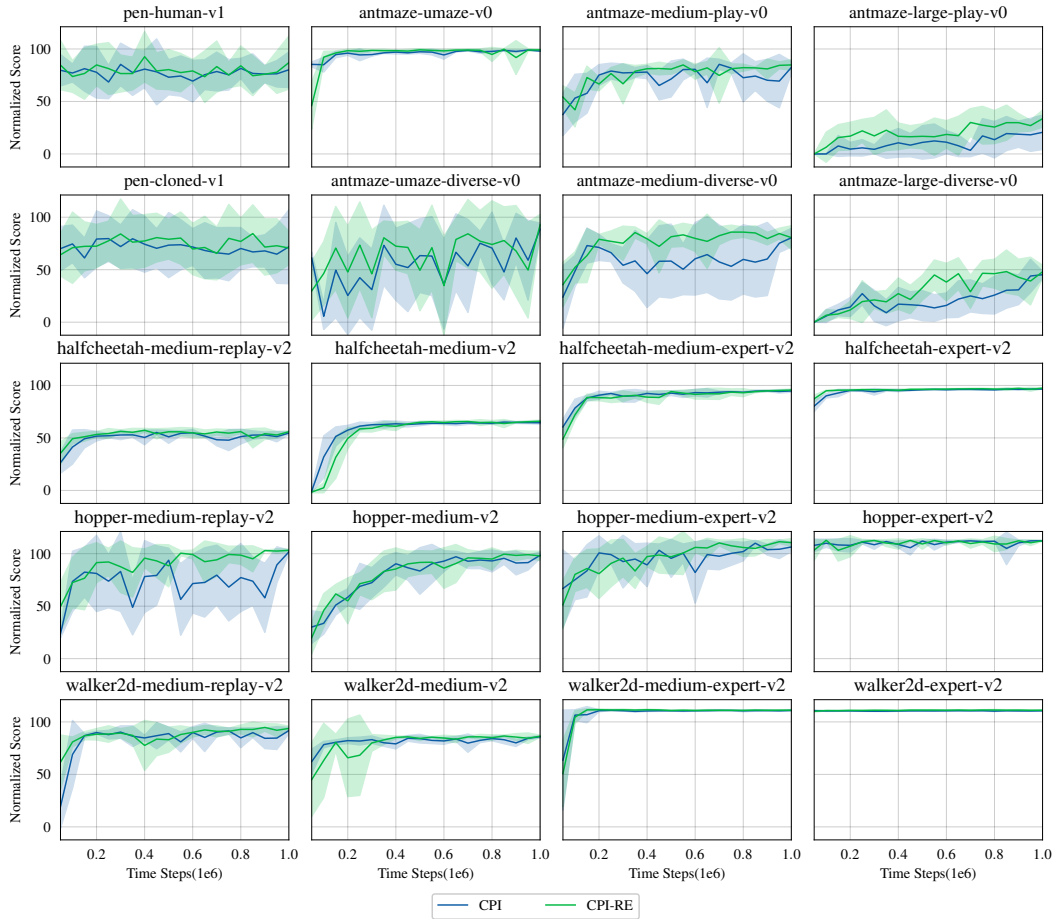 pen-human-v1 antmaze-umaze-v0 antmaze-medium-play-v0 antmaze-large-play-v0
Normalized Score
100
50
0
pen-cloned-v1 antmaze-umaze-diverse-v0 antmaze-medium-diverse-v0 antmaze-large-diverse-v0
Normalized Score
100
50
0
halfcheetah-medium-replay-v2 halfcheetah-medium-v2 halfcheetah-medium-expert-v2 halfcheetah-expert-v2
Normalized Score
100
50
0
hopper-medium-replay-v2 hopper-medium-v2 hopper-medium-expert-v2 hopper-expert-v2
Normalized Score
100
50
0
walker2d-medium-replay-v2 walker2d-medium-v2 walker2d-medium-expert-v2 walker2d-expert-v2
Normalized Score
100
50
0
0.2 0.4 0.6 0.8 1.0 0.2 0.4 0.6 0.8 1.0 0.2 0.4 0.6 0.8 1.0 0.2 0.4 0.6 0.8 1.0
Time Steps(1e6) Time Steps(1e6) Time Steps(1e6) Time Steps(1e6)
CPI CPI-RE